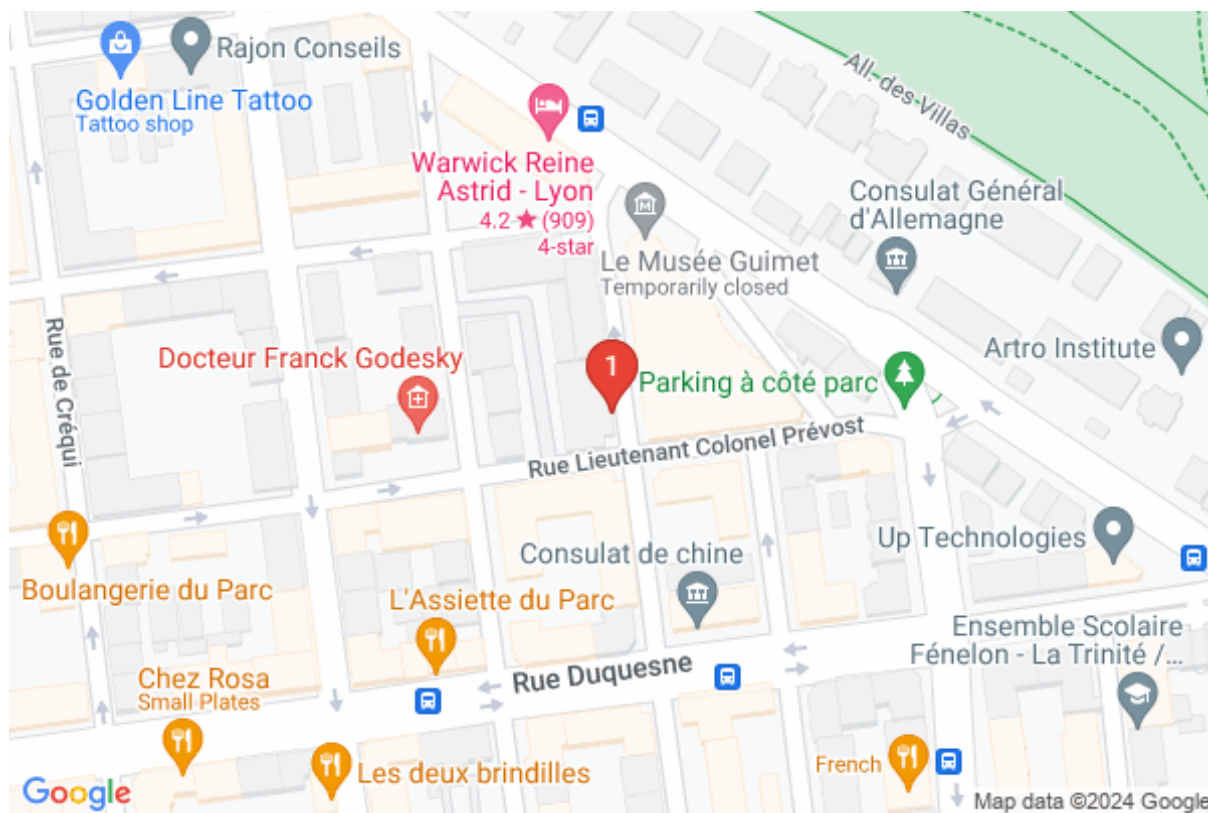 Rajon Conseils
Golden Line Tattoo
Tattoo shop
All. des Villas
Warwick Reine
Astrid - Lyon
4.2 ★ (909)
4-star
Consulat Général
d'Allemagne
Le Musée Guimet
Temporarily closed
Rue de Créqui
Docteur Franck Godesky
1
Parking à côté parc
Artro Institute
Rue Lieutenant Colonel Prévost
Up Technologies
Consulat de chine
Boulangerie du Parc
L'Assiette du Parc
Ensemble Scolaire
Fénelon - La Trinité /...
Rue Duquesne
Chez Rosa
Small Plates
Les deux brindilles
French
Google
Map data ©2024 Google